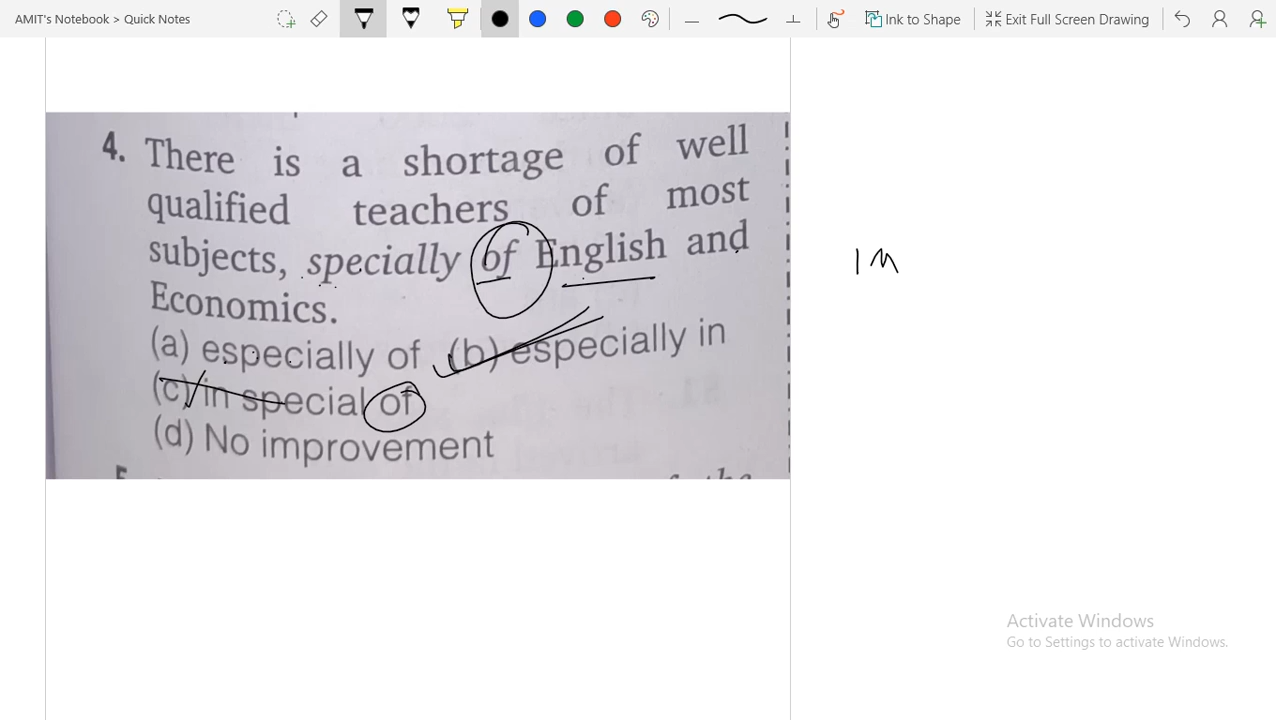 AMIT's Notebook > Quick Notes
Ink to Shape
Exit Full Screen Drawing
4. There is a shortage of well
qualified teachers of most
subjects, specially of English and
Economics.
(a) especially of (b) especially in
(c) in special of
(d) No improvement
in
Activate Windows
Go to Settings to activate Windows.